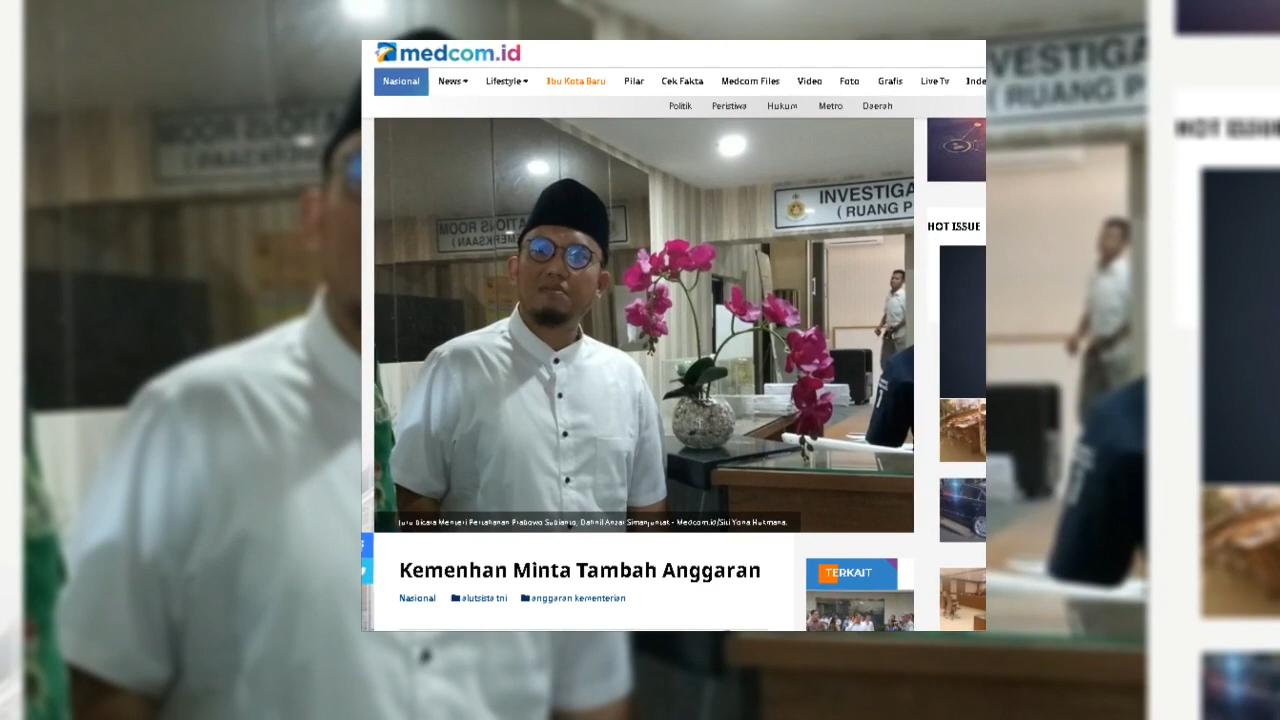 medcom.id
Nasional News Lifestyle Ibu Kota Baru Pilar Cek Fakta Medcom Files Video Foto Grafis Live Tv Inde
Politik Peristiwa Hukum Metro Daerah
INVESTIGA
( RUANG P
HOT ISSUE
Juru Bicara Menteri Pertahanan Prabowo Subianto, Dahnil Anzar Simanjuntak - Medcom.id/Siti Yona Hukmana.
Kemenhan Minta Tambah Anggaran
Nasional alutsista tni anggaran kementerian
TERKAIT